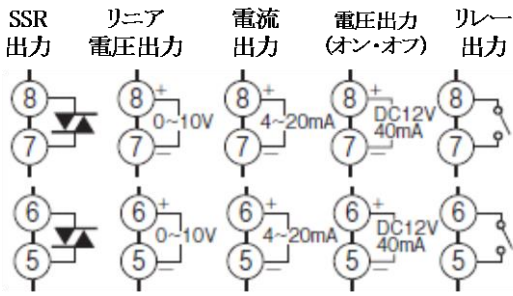 SSR リニア 電流 電圧出力 リレー
出力 電圧出力 出力 (オン・オフ) 出力
8 8 + 8 + 8 + 8
0~10V 4~20mA DC12V
40mA
7 7 − 7 − 7 − 7
6 6 + 6 + 6 + 6
0~10V 4~20mA DC12V
40mA
5 5 − 5 − 5 − 5